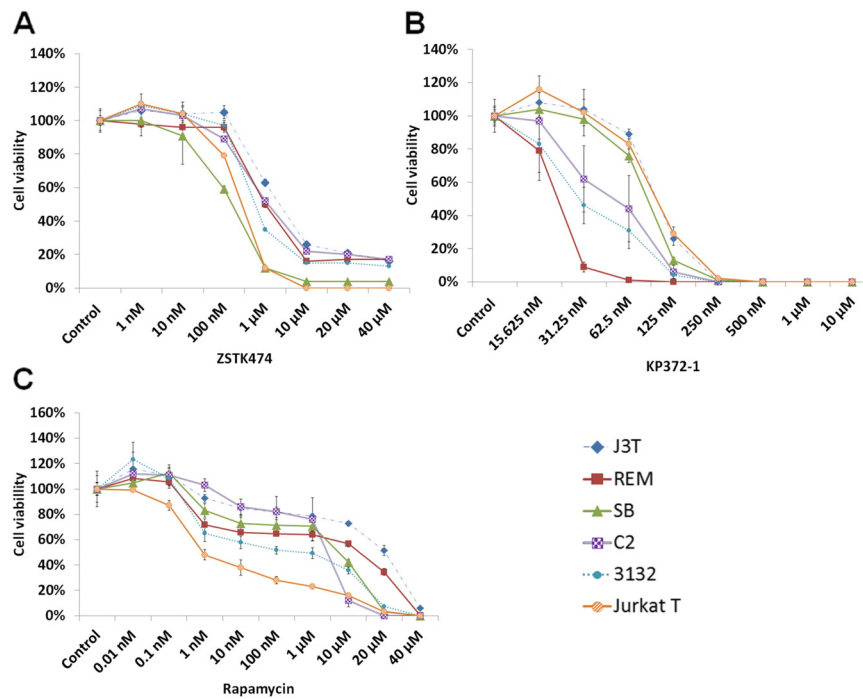 A
140%
120%
100%
80%
60%
40%
20%
0%
Cell viability
Control
1 nM
10 nM
100 nM
1 µM
10 µM
20 µM
40 µM
ZSTK474
B
140%
120%
100%
80%
60%
40%
20%
0%
Cell viability
Control
15.625 nM
31.25 nM
62.5 nM
125 nM
250 nM
500 nM
1 µM
10 µM
KP372-1
C
160%
140%
120%
100%
80%
60%
40%
20%
0%
Cell viability
Control
0.01 nM
0.1 nM
1 nM
10 nM
100 nM
1 µM
10 µM
20 µM
40 µM
Rapamycin
J3T
REM
SB
C2
3132
Jurkat T